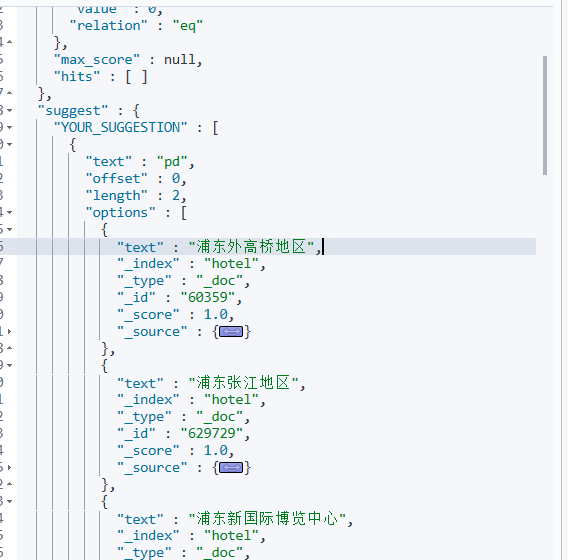 "value" : 0,
"relation" : "eq"
},
"max_score" : null,
"hits" : [ ]
},
"suggest" : {
"YOUR_SUGGESTION" : [
{
"text" : "pd",
"offset" : 0,
"length" : 2,
"options" : [
{
"text" : "浦东外高桥地区",
"_index" : "hotel",
"_type" : "_doc",
"_id" : "60359",
"_score" : 1.0,
"_source" : {}
},
{
"text" : "浦东张江地区",
"_index" : "hotel",
"_type" : "_doc",
"_id" : "629729",
"_score" : 1.0,
"_source" : {}
},
{
"text" : "浦东新国际博览中心",
"_index" : "hotel",
"_type" : "_doc",